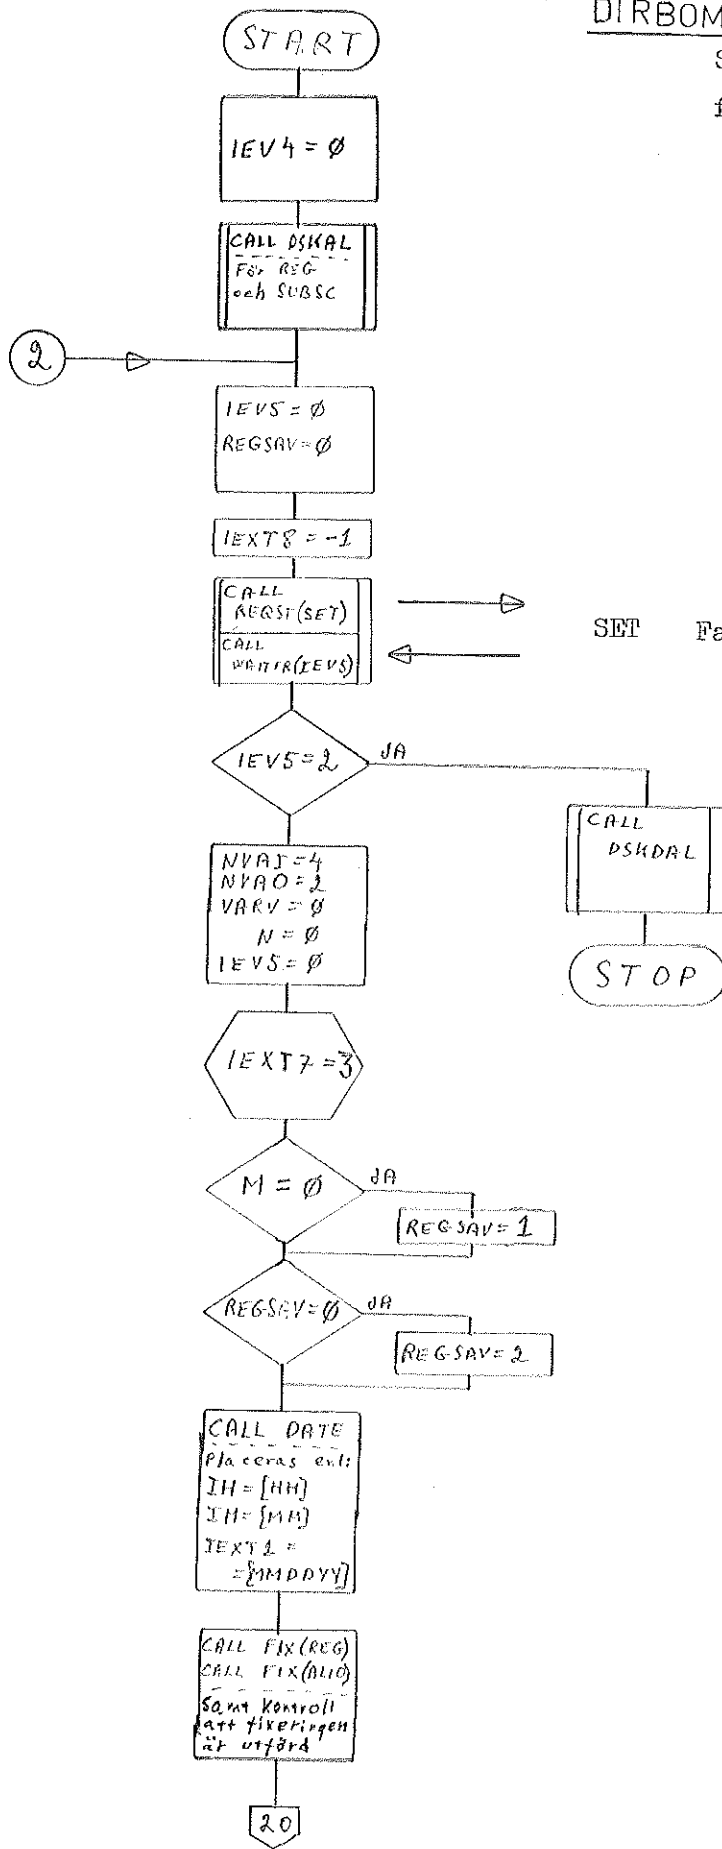 DIRBOM
START
IEV4 = Ø
CALL DSKAL
För REG
och SUBSC
2
IEV5 = Ø
REGSAV = Ø
IEXT8 = -1
CALL
REQST(SET)
CALL
WAITFR(IEV5)
SET Fa
IEV5 = 2
JA
CALL
DSKDAL
STOP
NVAI = 4
NVAO = 2
VARV = Ø
N = Ø
IEV5 = Ø
IEXT7 = 3
M = Ø
JA
REGSAV = 1
REGSAV = Ø
JA
REGSAV = 2
CALL DATE
Placeras enl:
IH = [HH]
IM = [MM]
IEXT1 =
= [MMDDYY]
CALL FIX(REG)
CALL FIX(
Samt kontroll
att fixeringen
är utförd
20